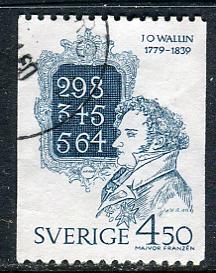 J O WALLIN
1779-1839
298
345
564
SVERIGE 4.50
MAJVOR FRANZÉN